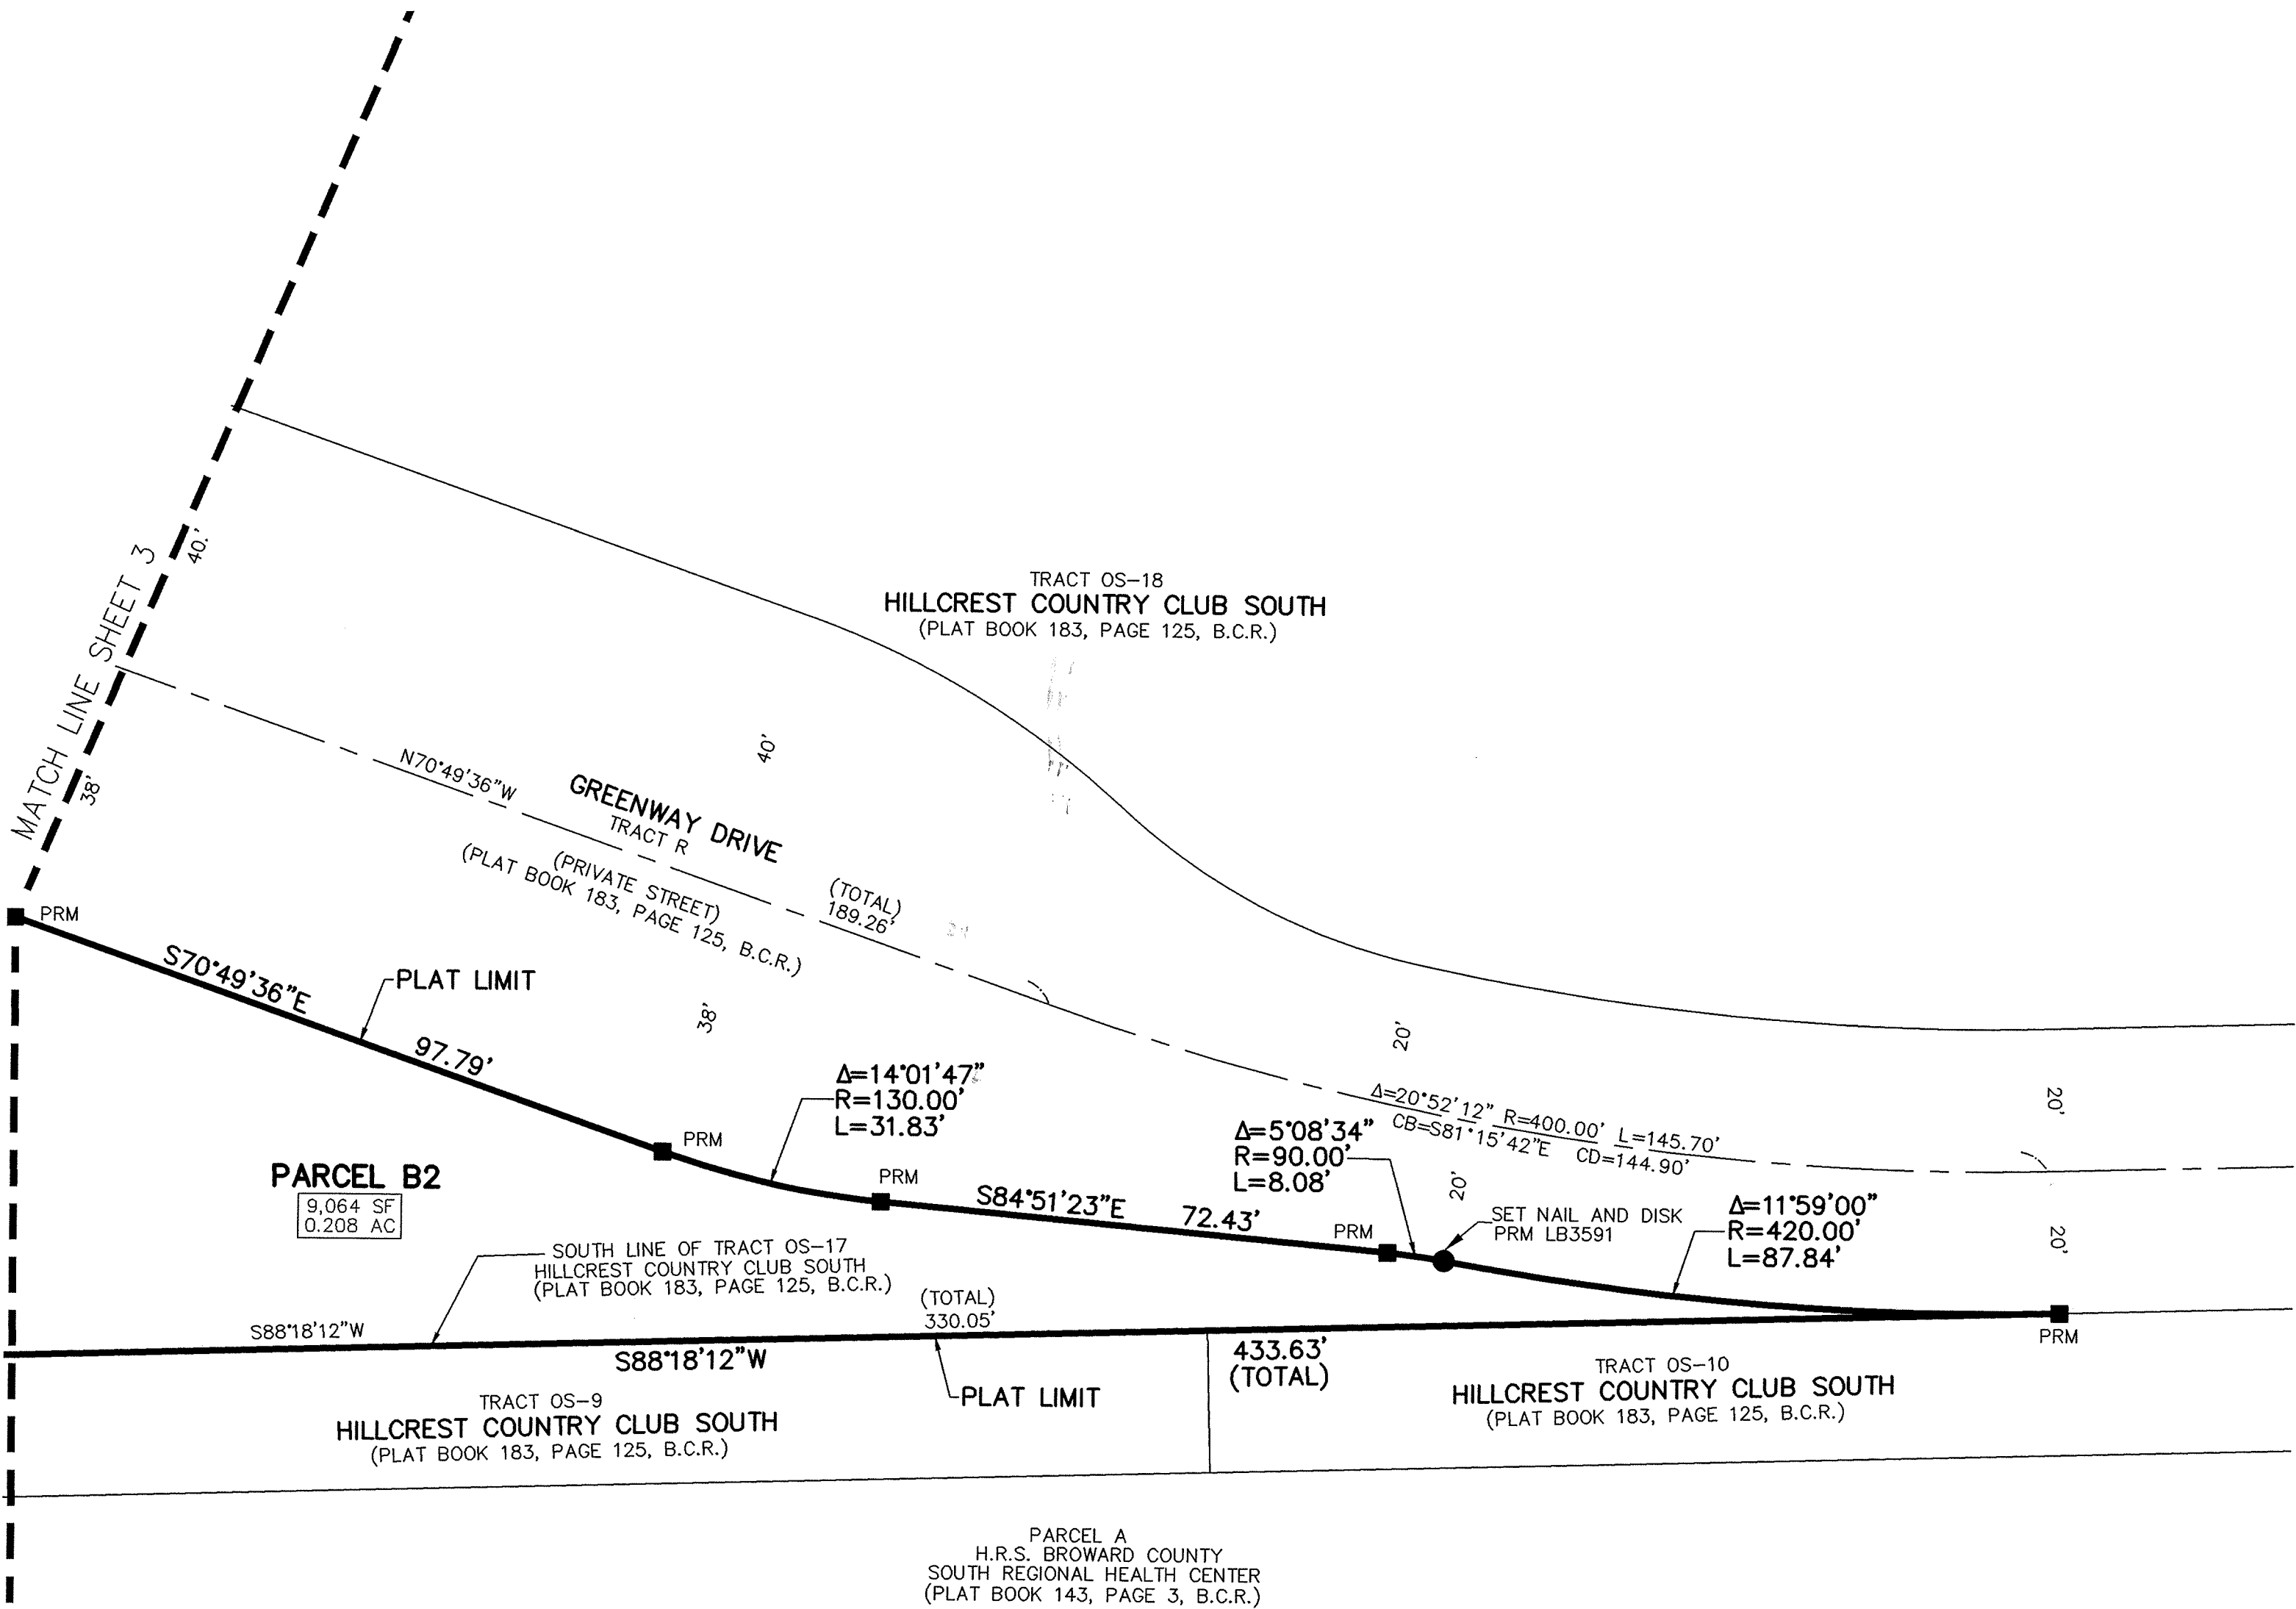 MATCH LINE SHEET 3
40.'
38'
TRACT OS-18
HILLCREST COUNTRY CLUB SOUTH
(PLAT BOOK 183, PAGE 125, B.C.R.)
N70°49'36"W
GREENWAY DRIVE
TRACT R
(PRIVATE STREET)
(PLAT BOOK 183, PAGE 125, B.C.R.)
40'
(TOTAL)
189.26'
38'
PRM
S70°49'36"E
PLAT LIMIT
97.79'
Δ=14°01'47"
R=130.00'
L=31.83'
PRM
PRM
S84°51'23"E
72.43'
Δ=5°08'34"
R=90.00'
L=8.08'
PRM
20'
Δ=20°52'12" R=400.00' L=145.70'
CB=S81°15'42"E CD=144.90'
20'
SET NAIL AND DISK
PRM LB3591
Δ=11°59'00"
R=420.00'
L=87.84'
20'
20'
PRM
PARCEL B2
9,064 SF
0.208 AC
SOUTH LINE OF TRACT OS-17
HILLCREST COUNTRY CLUB SOUTH
(PLAT BOOK 183, PAGE 125, B.C.R.)
(TOTAL)
330.05'
S88°18'12"W
S88°18'12"W
433.63'
(TOTAL)
PLAT LIMIT
TRACT OS-9
HILLCREST COUNTRY CLUB SOUTH
(PLAT BOOK 183, PAGE 125, B.C.R.)
TRACT OS-10
HILLCREST COUNTRY CLUB SOUTH
(PLAT BOOK 183, PAGE 125, B.C.R.)
PARCEL A
H.R.S. BROWARD COUNTY
SOUTH REGIONAL HEALTH CENTER
(PLAT BOOK 143, PAGE 3, B.C.R.)